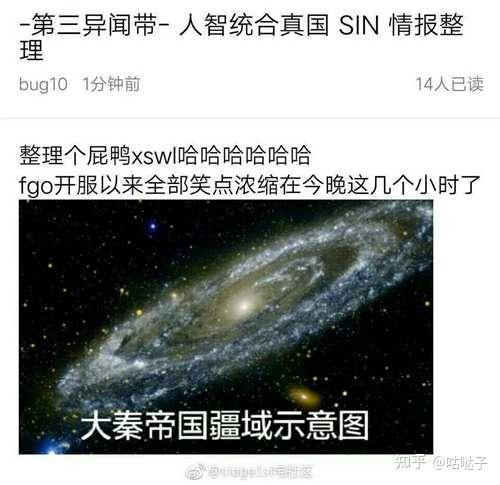 -第三异闻带- 人智统合真国 SIN 情报整
理
bug10 1分钟前 14人已读
整理个屁鸭xswl哈哈哈哈哈哈
fgo开服以来全部笑点浓缩在今晚这几个小时了
大秦帝国疆域示意图
知乎 @咕哒子